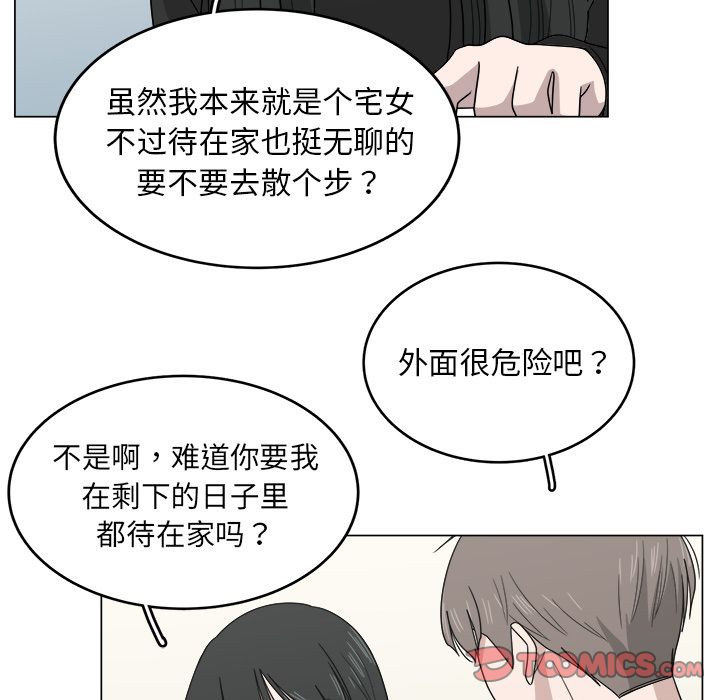 虽然我本来就是个宅女
不过待在家也挺无聊的
要不要去散个步？
外面很危险吧？
不是啊，难道你要我
在剩下的日子里
都待在家吗？
TOOMICS.COM